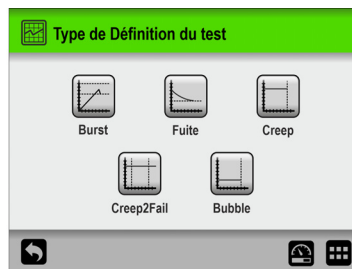 Type de Définition du test
Burst Fuite Creep
Creep2Fail Bubble